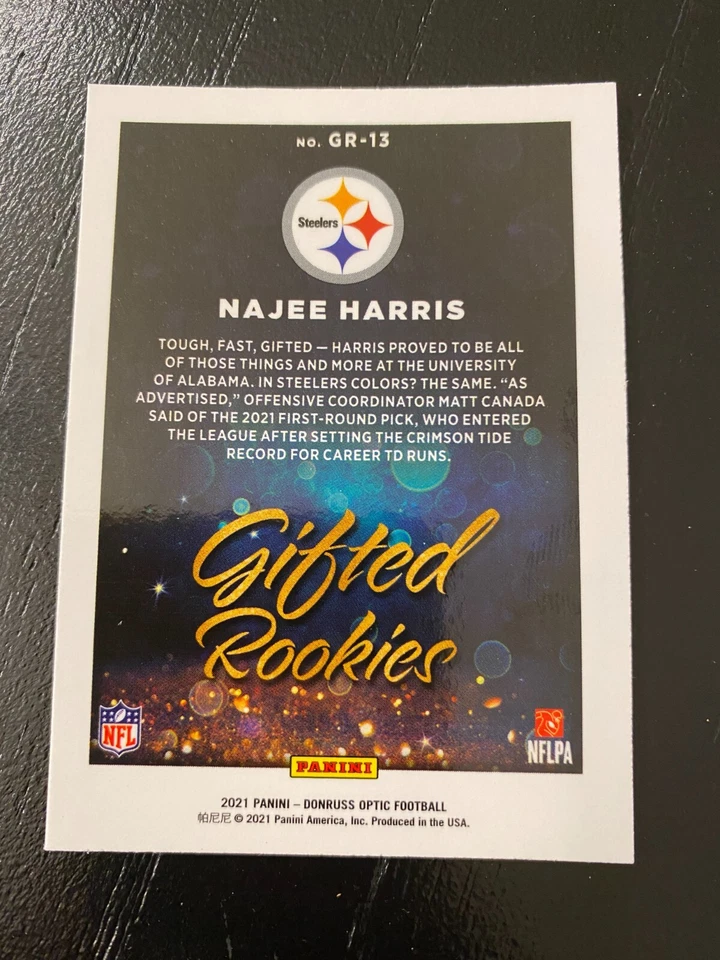 NO. GR-13
Steelers
NAJEE HARRIS
TOUGH, FAST, GIFTED — HARRIS PROVED TO BE ALL
OF THOSE THINGS AND MORE AT THE UNIVERSITY
OF ALABAMA. IN STEELERS COLORS? THE SAME. “AS
ADVERTISED,” OFFENSIVE COORDINATOR MATT CANADA
SAID OF THE 2021 FIRST-ROUND PICK, WHO ENTERED
THE LEAGUE AFTER SETTING THE CRIMSON TIDE
RECORD FOR CAREER TD RUNS.
Gifted
Rookies
NFL
NFLPA
PANINI
2021 PANINI – DONRUSS OPTIC FOOTBALL
帕尼尼 © 2021 Panini America, Inc. Produced in the USA.